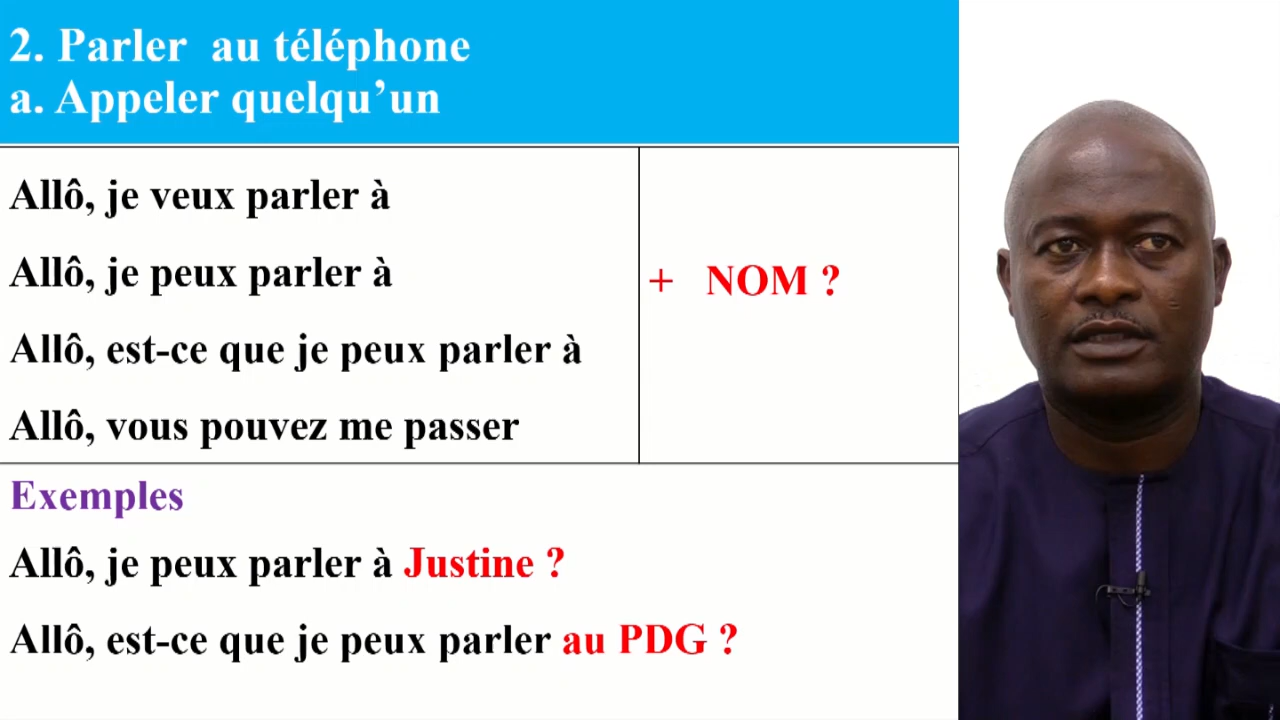 2. Parler au téléphone
a. Appeler quelqu’un
Allô, je veux parler à
Allô, je peux parler à
+ NOM ?
Allô, est-ce que je peux parler à
Allô, vous pouvez me passer
Exemples
Allô, je peux parler à Justine ?
Allô, est-ce que je peux parler au PDG ?